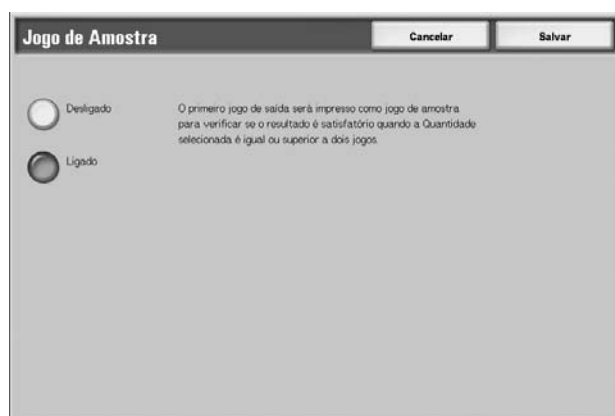 Jogo de Amostra
Cancelar
Salvar
Desligado
O primeiro jogo de saída será impresso como jogo de amostra
para verificar se o resultado é satisfatório quando a Quantidade
selecionada é igual ou superior a dois jogos.
Ligado